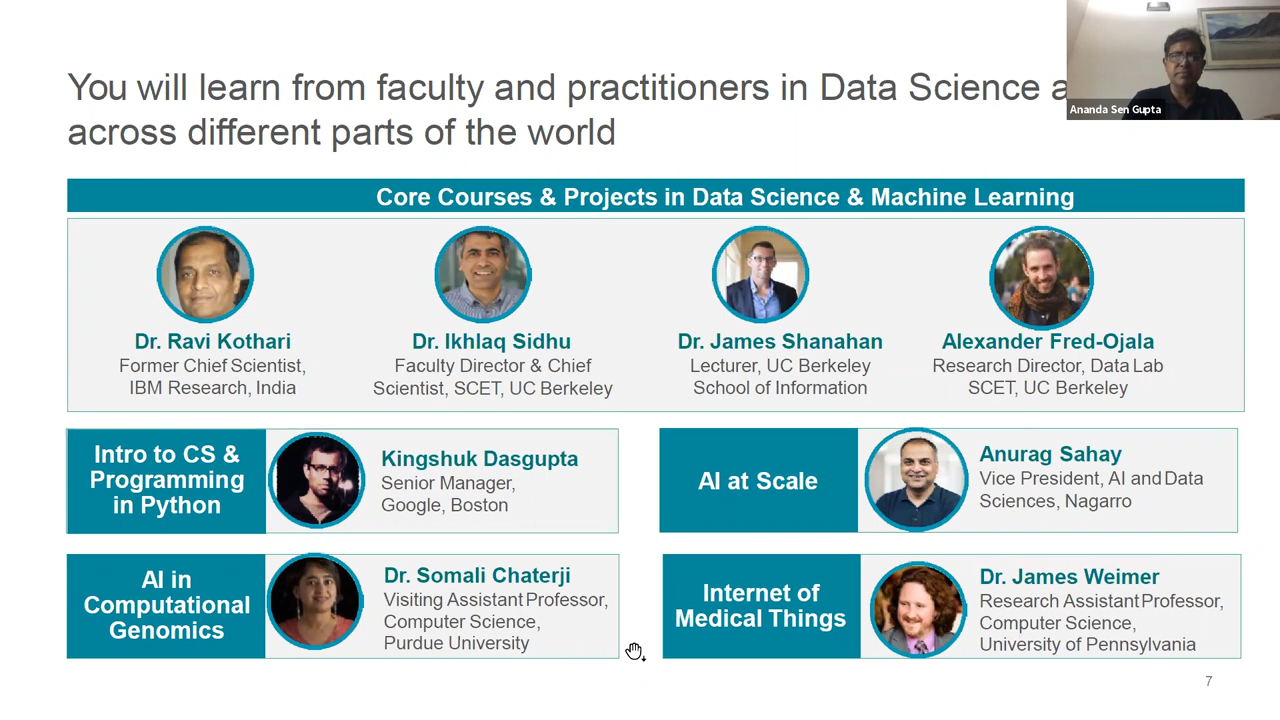 You will learn from faculty and practitioners in Data Science a
across different parts of the world
Ananda Sen Gupta
Core Courses & Projects in Data Science & Machine Learning
Dr. Ravi Kothari
Former Chief Scientist,
IBM Research, India
Dr. Ikhlaq Sidhu
Faculty Director & Chief
Scientist, SCET, UC Berkeley
Dr. James Shanahan
Lecturer, UC Berkeley
School of Information
Alexander Fred-Ojala
Research Director, Data Lab
SCET, UC Berkeley
Intro to CS &
Programming
in Python
Kingshuk Dasgupta
Senior Manager,
Google, Boston
AI at Scale
Anurag Sahay
Vice President, AI and Data
Sciences, Nagarro
AI in
Computational
Genomics
Dr. Somali Chaterji
Visiting Assistant Professor,
Computer Science,
Purdue University
Internet of
Medical Things
Dr. James Weimer
Research Assistant Professor,
Computer Science,
University of Pennsylvania
7